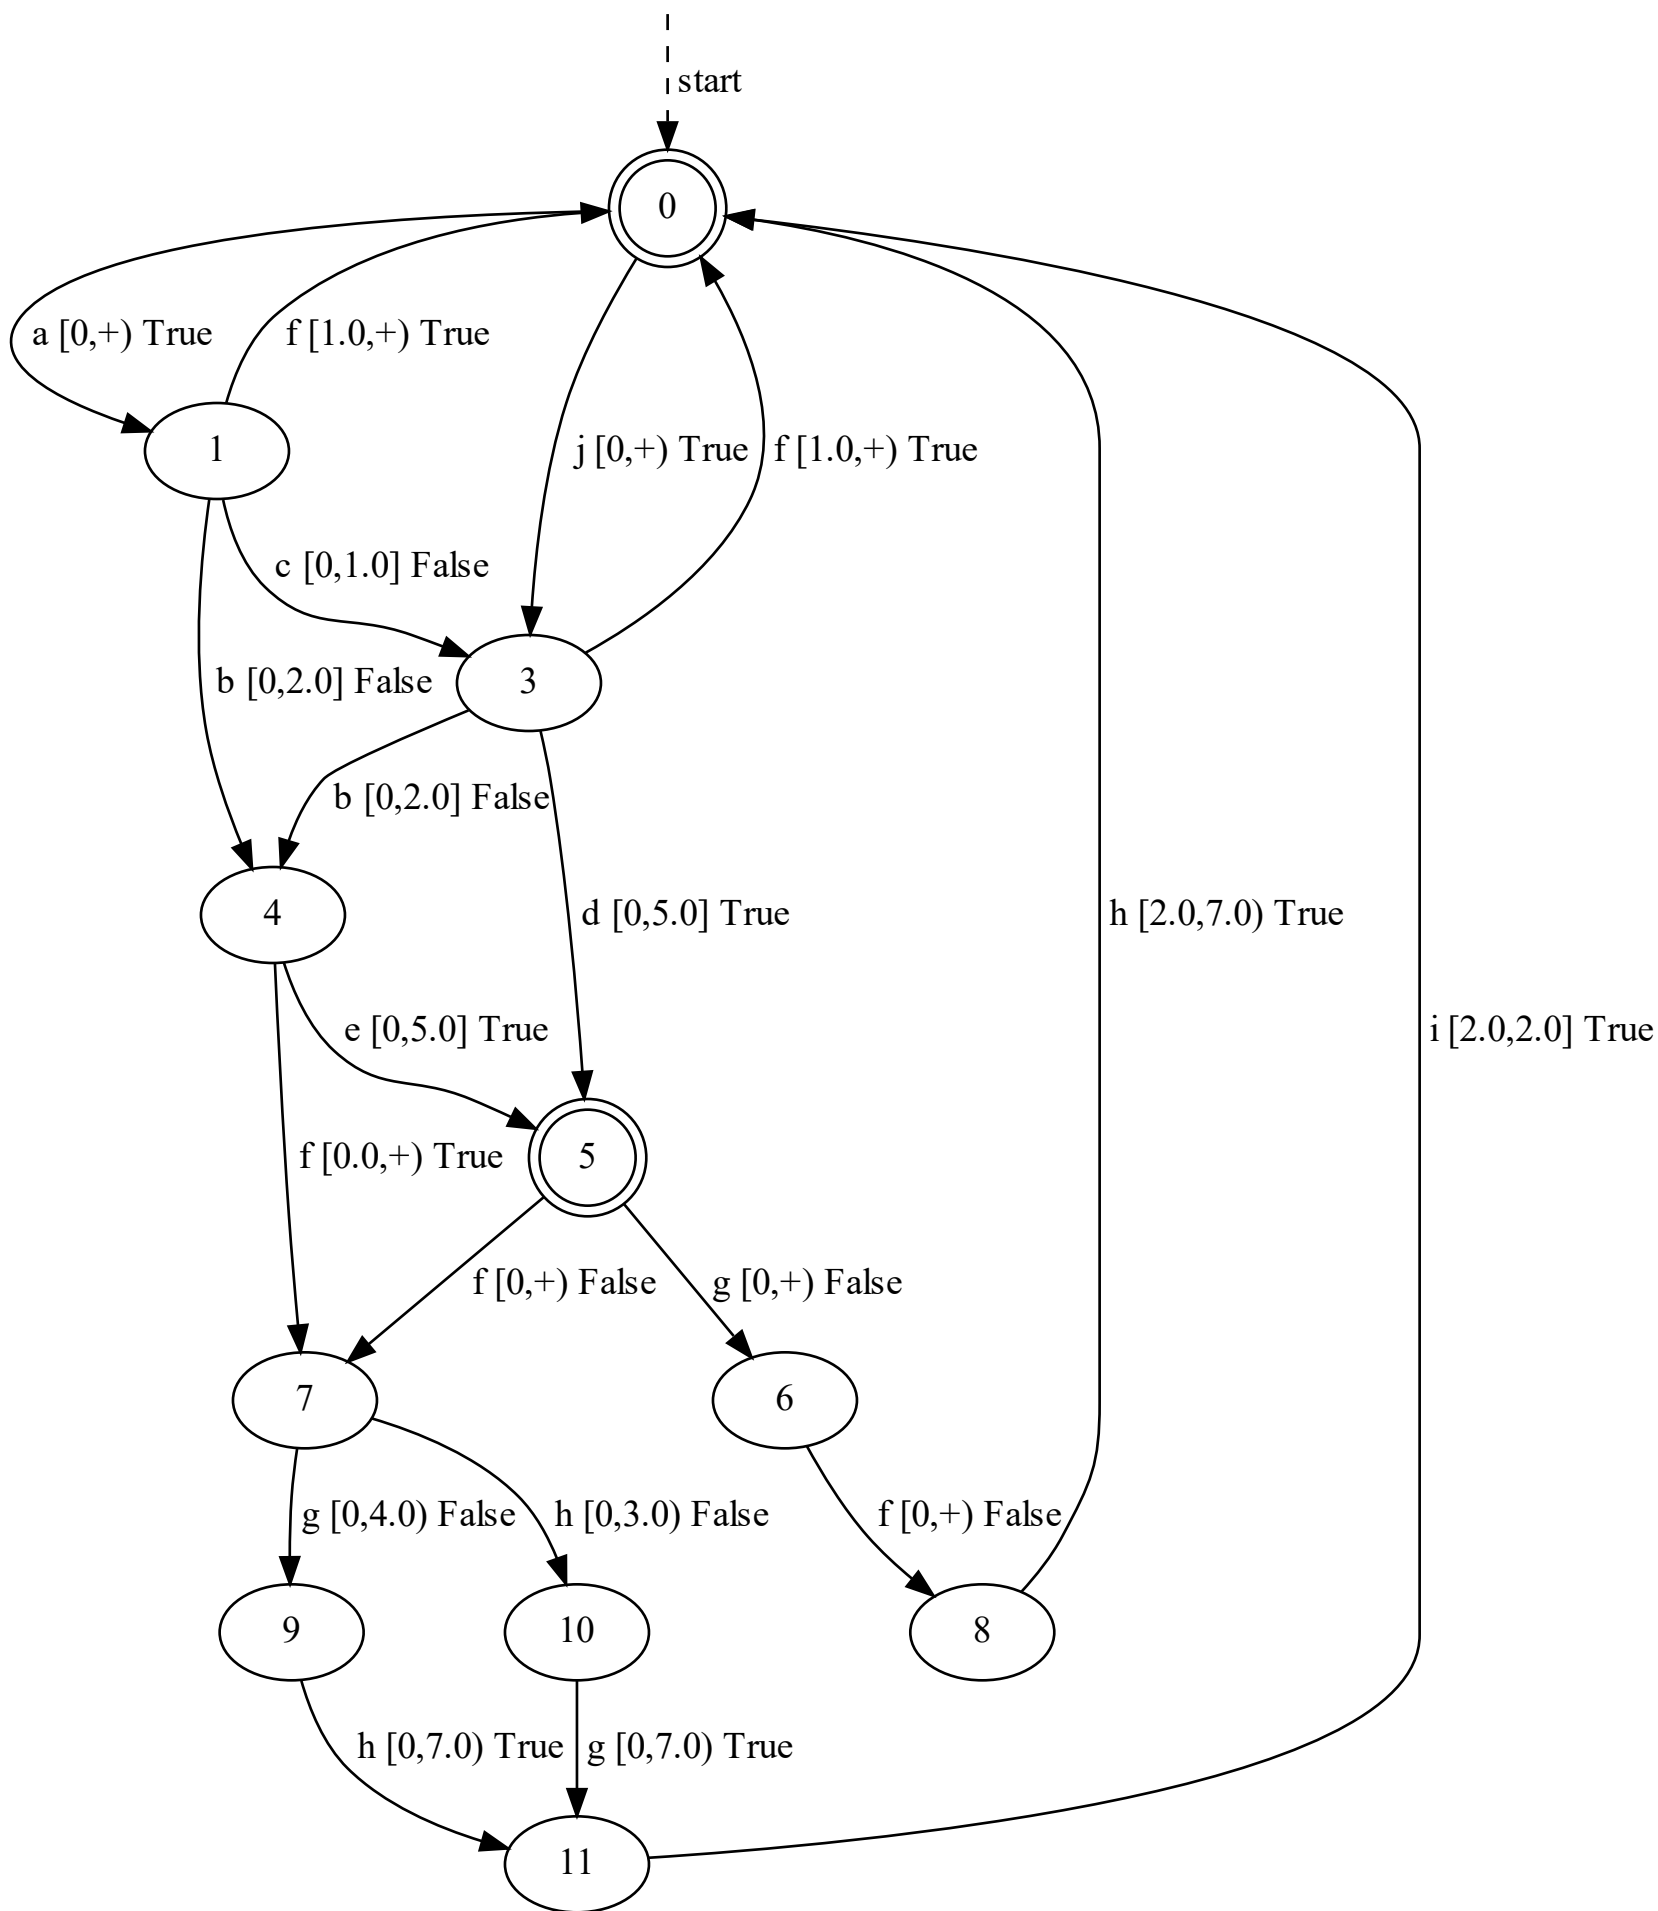 start
0
a [0,+) True
f [1.0,+) True
1
j [0,+) True
f [1.0,+) True
c [0,1.0] False
b [0,2.0] False
3
b [0,2.0] False
4
d [0,5.0] True
h [2.0,7.0) True
e [0,5.0] True
i [2.0,2.0] True
f [0.0,+) True
5
f [0,+) False
g [0,+) False
7
6
g [0,4.0) False
h [0,3.0) False
f [0,+) False
9
10
8
h [0,7.0) True
g [0,7.0) True
11